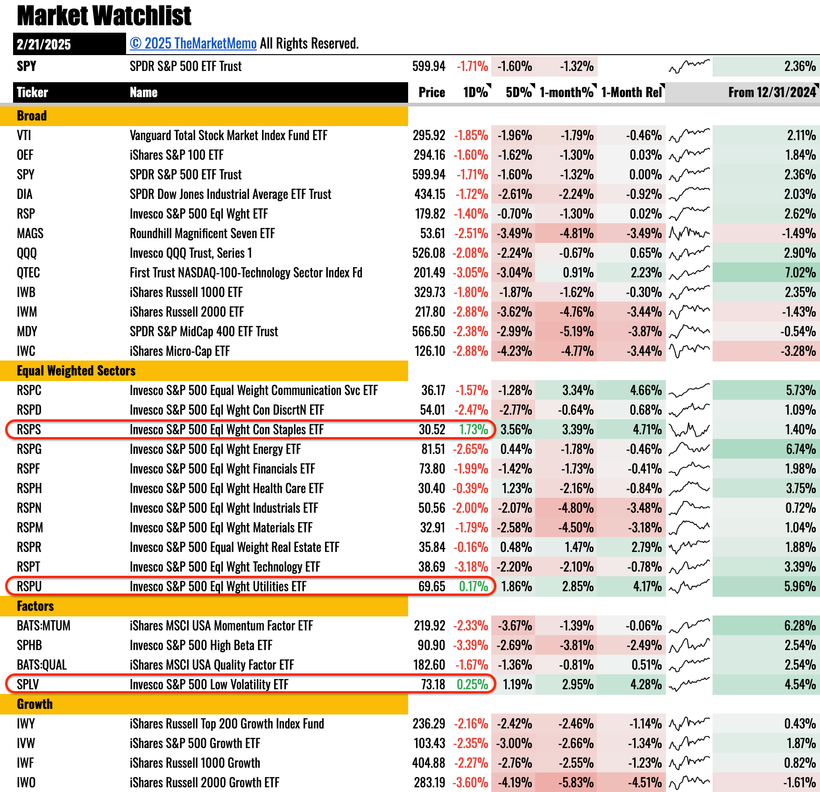 Market Watchlist
2/21/2025 © 2025 TheMarketMemo All Rights Reserved.
SPY SPDR S&P 500 ETF Trust 599.94 -1.71% -1.60% -1.32% 2.36%
Ticker Name Price 1D% 5D% 1-month% 1-Month Rel From 12/31/2024
Broad
VTI Vanguard Total Stock Market Index Fund ETF 295.92 -1.85% -1.96% -1.79% -0.46% 2.11%
OEF iShares S&P 100 ETF 294.16 -1.60% -1.62% -1.30% 0.03% 1.84%
SPY SPDR S&P 500 ETF Trust 599.94 -1.71% -1.60% -1.32% 0.00% 2.36%
DIA SPDR Dow Jones Industrial Average ETF Trust 434.15 -1.72% -2.61% -2.24% -0.92% 2.03%
RSP Invesco S&P 500 Eql Wght ETF 179.82 -1.40% -0.70% -1.30% 0.02% 2.62%
MAGS Roundhill Magnificent Seven ETF 53.61 -2.51% -3.49% -4.81% -3.49% -1.49%
QQQ Invesco QQQ Trust, Series 1 526.08 -2.08% -2.24% -0.67% 0.65% 2.90%
QTEC First Trust NASDAQ-100-Technology Sector Index Fd 201.49 -3.05% -3.04% 0.91% 2.23% 7.02%
IWB iShares Russell 1000 ETF 329.73 -1.80% -1.87% -1.62% -0.30% 2.35%
IWM iShares Russell 2000 ETF 217.80 -2.88% -3.62% -4.76% -3.44% -1.43%
MDY SPDR S&P MidCap 400 ETF Trust 566.50 -2.38% -2.99% -5.19% -3.87% -0.54%
IWC iShares Micro-Cap ETF 126.10 -2.88% -4.23% -4.77% -3.44% -3.28%
Equal Weighted Sectors
RSPC Invesco S&P 500 Equal Weight Communication Svc ETF 36.17 -1.57% -1.28% 3.34% 4.66% 5.73%
RSPD Invesco S&P 500 Eql Wght Con DiscrtN ETF 54.01 -2.47% -2.77% -0.64% 0.68% 1.09%
RSPS Invesco S&P 500 Eql Wght Con Staples ETF 30.52 1.73% 3.56% 3.39% 4.71% 1.40%
RSPG Invesco S&P 500 Eql Wght Energy ETF 81.51 -2.65% 0.44% -1.78% -0.46% 6.74%
RSPF Invesco S&P 500 Eql Wght Financials ETF 73.80 -1.99% -1.42% -1.73% -0.41% 1.98%
RSPH Invesco S&P 500 Eql Wght Health Care ETF 30.40 -0.39% 1.23% -2.16% -0.84% 3.75%
RSPN Invesco S&P 500 Eql Wght Industrials ETF 50.56 -2.00% -2.07% -4.80% -3.48% 0.72%
RSPM Invesco S&P 500 Eql Wght Materials ETF 32.91 -1.79% -2.58% -4.50% -3.18% 1.04%
RSPR Invesco S&P 500 Equal Weight Real Estate ETF 35.84 -0.16% 0.48% 1.47% 2.79% 1.88%
RSPT Invesco S&P 500 Eql Wght Technology ETF 38.69 -3.18% -2.20% -2.10% -0.78% 3.39%
RSPU Invesco S&P 500 Eql Wght Utilities ETF 69.65 0.17% 1.86% 2.85% 4.17% 5.96%
Factors
BATS:MTUM iShares MSCI USA Momentum Factor ETF 219.92 -2.33% -3.67% -1.39% -0.06% 6.28%
SPHB Invesco S&P 500 High Beta ETF 90.90 -3.39% -2.69% -3.81% -2.49% 2.54%
BATS:QUAL iShares MSCI USA Quality Factor ETF 182.60 -1.67% -1.36% -0.81% 0.51% 2.54%
SPLV Invesco S&P 500 Low Volatility ETF 73.18 0.25% 1.19% 2.95% 4.28% 4.54%
Growth
IWY iShares Russell Top 200 Growth Index Fund 236.29 -2.16% -2.42% -2.46% -1.14% 0.43%
IVW iShares S&P 500 Growth ETF 103.43 -2.35% -3.00% -2.66% -1.34% 1.87%
IWF iShares Russell 1000 Growth 404.88 -2.27% -2.76% -2.55% -1.23% 0.82%
IWO iShares Russell 2000 Growth ETF 283.19 -3.60% -4.19% -5.83% -4.51% -1.61%